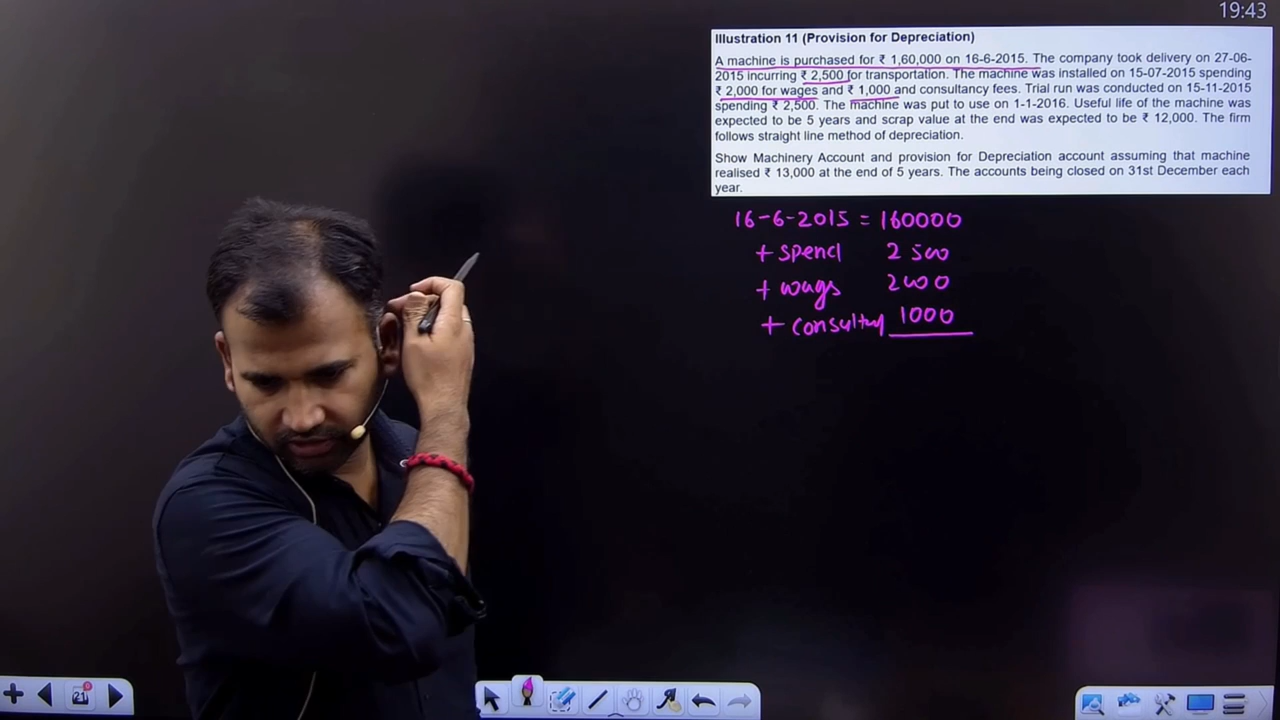 19:43
Illustration 11 (Provision for Depreciation)
A machine is purchased for ₹ 1,60,000 on 16-6-2015. The company took delivery on 27-06-
2015 incurring ₹ 2,500 for transportation. The machine was installed on 15-07-2015 spending
₹ 2,000 for wages and ₹ 1,000 and consultancy fees. Trial run was conducted on 15-11-2015
spending ₹ 2,500. The machine was put to use on 1-1-2016. Useful life of the machine was
expected to be 5 years and scrap value at the end was expected to be ₹ 12,000. The firm
follows straight line method of depreciation.
Show Machinery Account and provision for Depreciation account assuming that machine
realised ₹ 13,000 at the end of 5 years. The accounts being closed on 31st December each
year.
16-6-2015 = 160000
+ spend 2500
+ wags 2000
+ consultury 1000
21